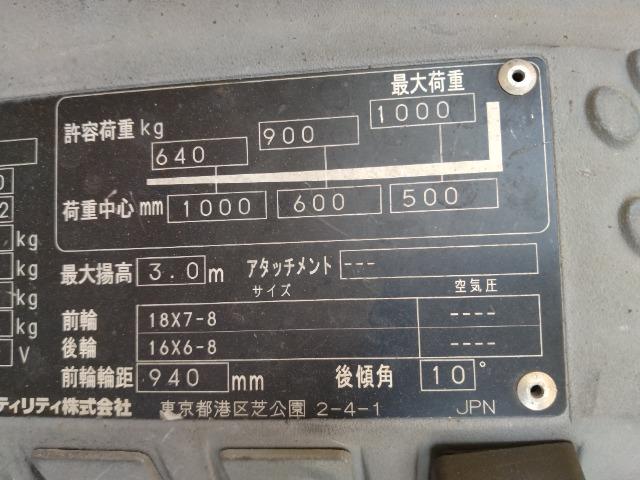 最大荷重
許容荷重 kg 640 900 1000
荷重中心 mm 1000 600 500
kg
kg
kg
kg
V
最大揚高 3.0 m アタッチメント ---
サイズ 空気圧
前輪 18X7-8 ----
後輪 16X6-8 ----
前輪輪距 940 mm 後傾角 10°
ティリティ株式会社 東京都港区芝公園 2-4-1 JPN